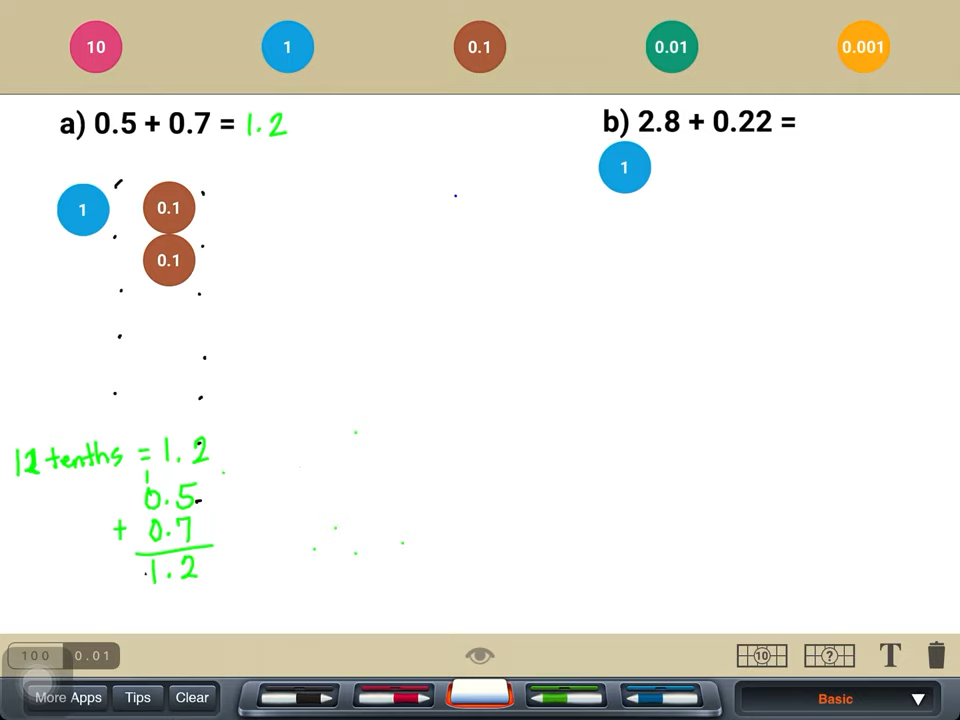 10 1 0.1 0.01 0.001
a) 0.5 + 0.7 = 1.2
b) 2.8 + 0.22 =
1
1 0.1
0.1
12 tenths = 1.2
1
0.5
+ 0.7
1.2
100 0.01
10 ? T
More Apps Tips Clear Basic